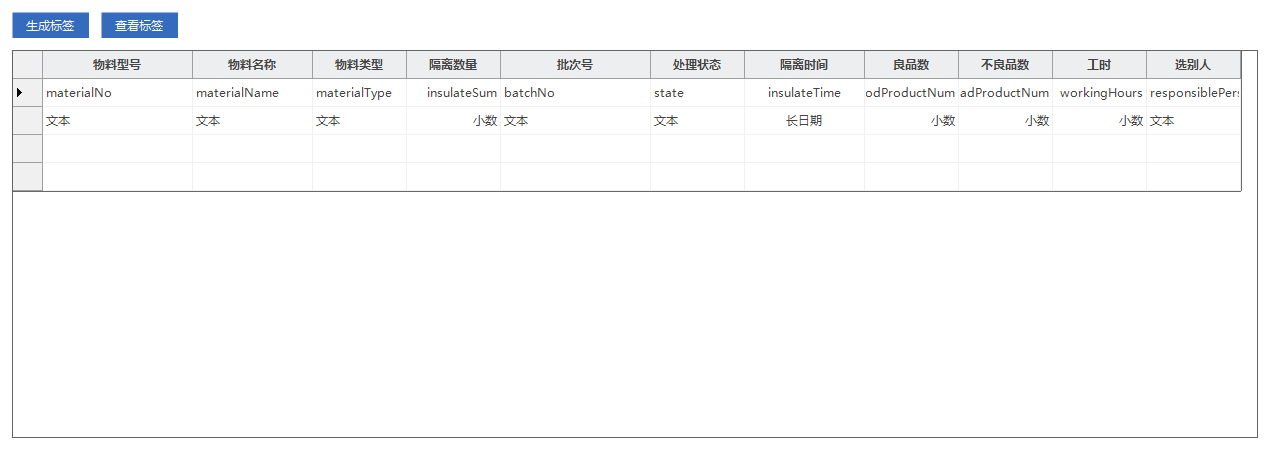 生成标签 查看标签
物料型号 物料名称 物料类型 隔离数量 批次号 处理状态 隔离时间 良品数 不良品数 工时 选别人
materialNo materialName materialType insulateSum batchNo state insulateTime odProductNum adProductNum workingHours responsiblePers
文本 文本 文本 小数 文本 文本 长日期 小数 小数 小数 文本